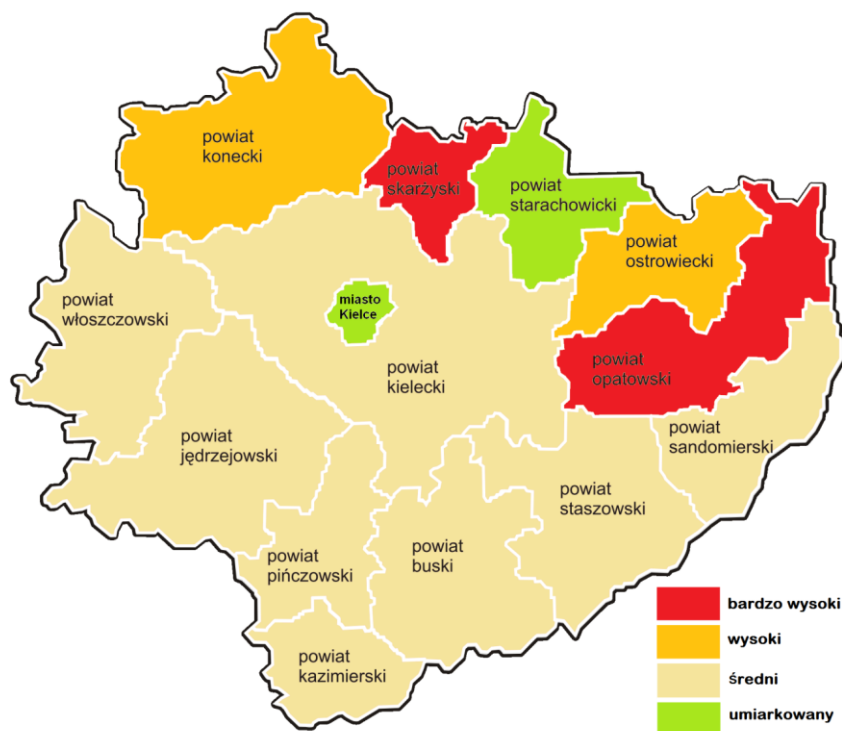 powiat
konecki
powiat
skarżyski
powiat
starachowicki
powiat
ostrowiecki
powiat
włoszczowski
miasto
Kielce
powiat
kielecki
powiat
opatowski
powiat
sandomierski
powiat
jędrzejowski
powiat
staszowski
powiat
pińczowski
powiat
buski
powiat
kazimierski
bardzo wysoki
wysoki
średni
umiarkowany